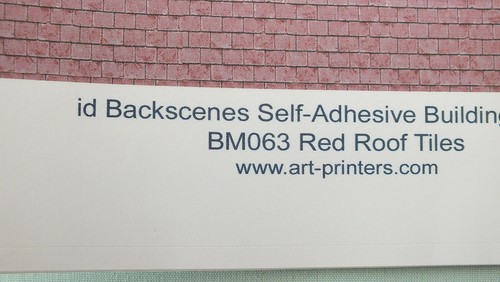 id Backscenes Self-Adhesive Building
BM063 Red Roof Tiles
www.art-printers.com